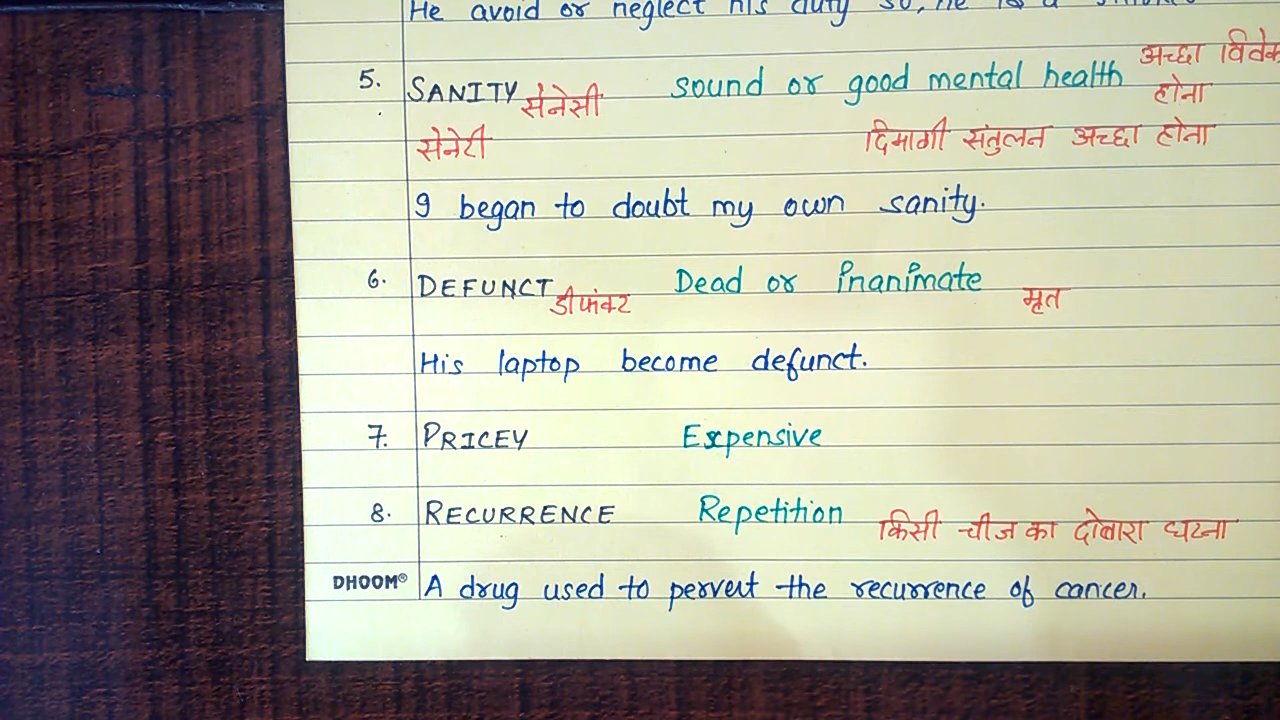 He avoid or neglect his duty so, he is a
5. SANITY सेनेसी sound or good mental health अच्छा विवेक होना
सेनेटी दिमागी संतुलन अच्छा होना
I began to doubt my own sanity.
6. DEFUNCT डीफंक्ट Dead or inanimate मृत
His laptop become defunct.
7. PRICEY Expensive
8. RECURRENCE Repetition किसी चीज का दोबारा घटना
DHOOM® A drug used to pervert the recurrence of cancer.